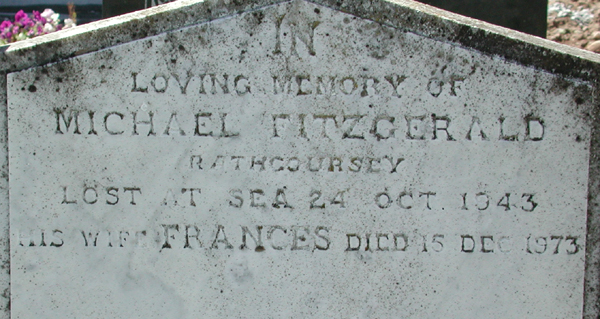 IN
LOVING MEMORY OF
MICHAEL FITZGERALD
RATHCOURSEY
LOST AT SEA 24 OCT. 1943
HIS WIFE FRANCES DIED 15 DEC 1973